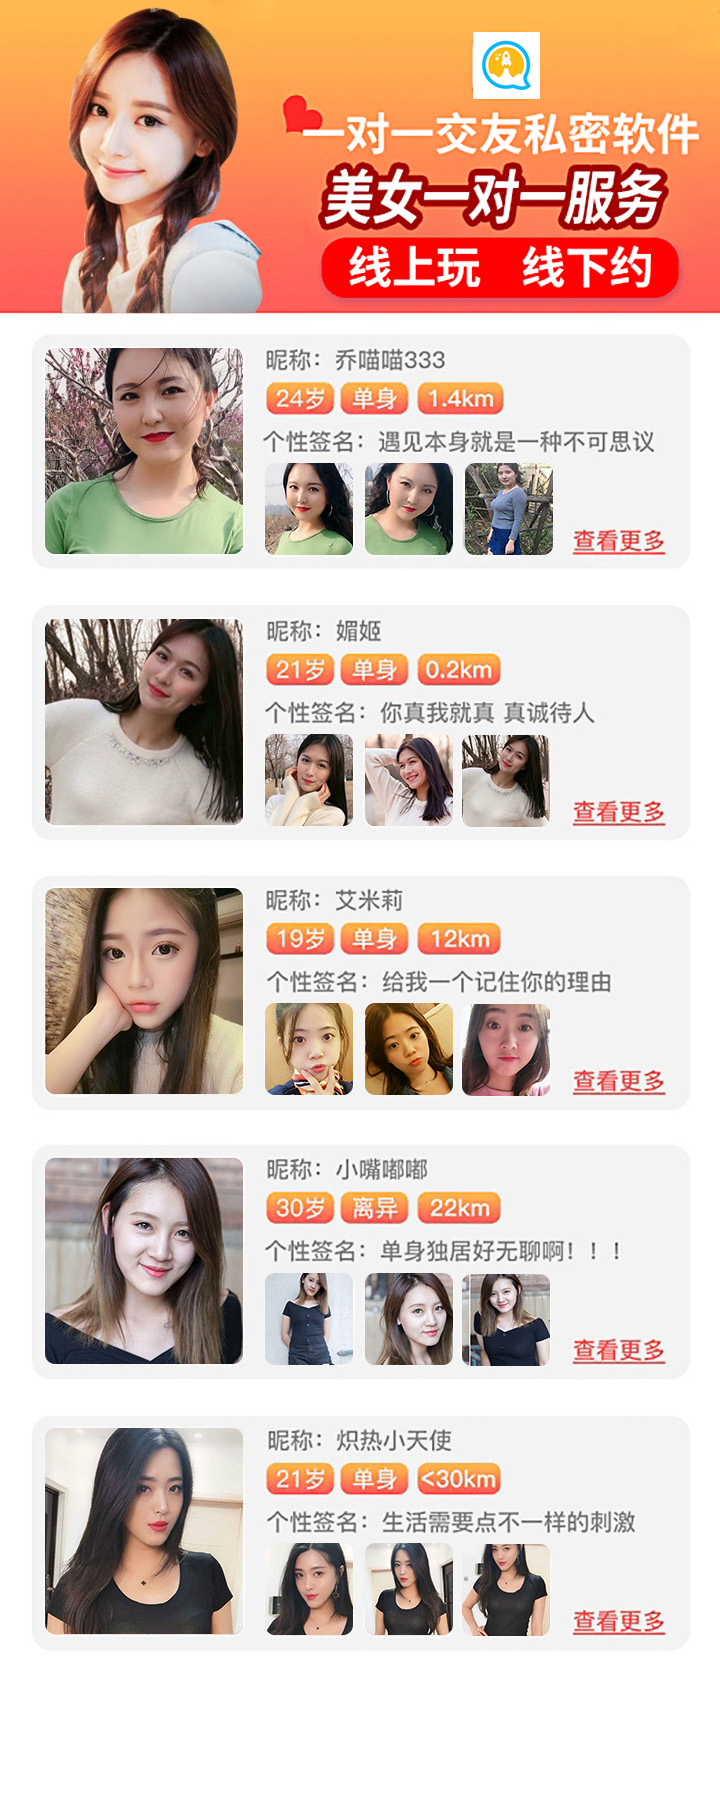 一对一交友私密软件
美女一对一服务
线上玩 线下约
昵称：乔喵喵333
24岁 单身 1.4km
个性签名：遇见本身就是一种不可思议
查看更多
昵称：媚姬
21岁 单身 0.2km
个性签名：你真我就真 真诚待人
查看更多
昵称：艾米莉
19岁 单身 12km
个性签名：给我一个记住你的理由
查看更多
昵称：小嘴嘟嘟
30岁 离异 22km
个性签名：单身独居好无聊啊！！！
查看更多
昵称：炽热小天使
21岁 单身 <30km
个性签名：生活需要点不一样的刺激
查看更多